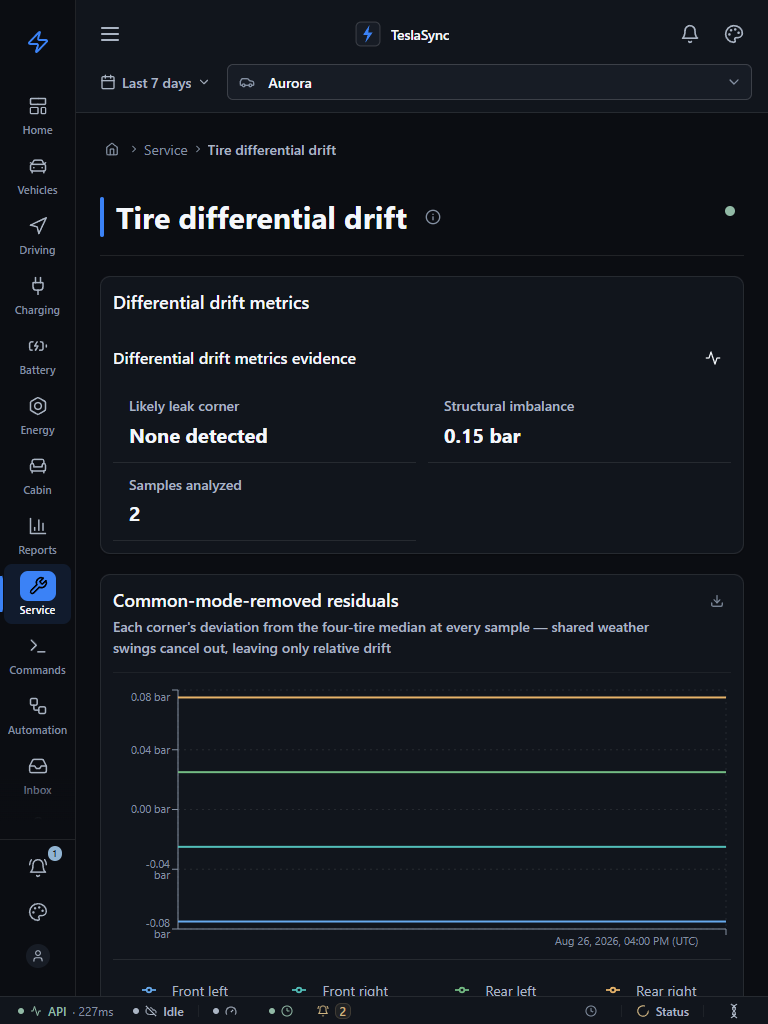 TeslaSync
Last 7 days
Aurora
Home
Vehicles
Driving
Charging
Battery
Energy
Cabin
Reports
Service
Commands
Automation
Inbox
1
Service
Tire differential drift
Tire differential drift
Differential drift metrics
Differential drift metrics evidence
Likely leak corner
None detected
Structural imbalance
0.15 bar
Samples analyzed
2
Common-mode-removed residuals
Each corner's deviation from the four-tire median at every sample — shared weather
swings cancel out, leaving only relative drift
0.08 bar
0.04 bar
0.00 bar
-0.04
bar
-0.08
bar
Aug 26, 2026, 04:00 PM (UTC)
Front left
Front right
Rear left
Rear right
API · 227ms
Idle
2
Status